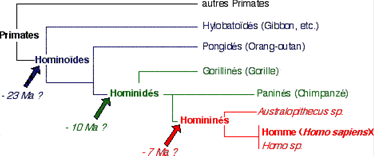 autres Primates
Primates
Hylobatoïdés (Gibbon, etc.)
Hominoïdes
Pongidés (Orang-outan)
Gorillinés (Gorille)
- 23 Ma ?
Hominidés
Paninés (Chimpanzé)
Australopithecus sp.
- 10 Ma ?
Homininés
Homme (Homo sapiens)
Homo sp.
- 7 Ma ?